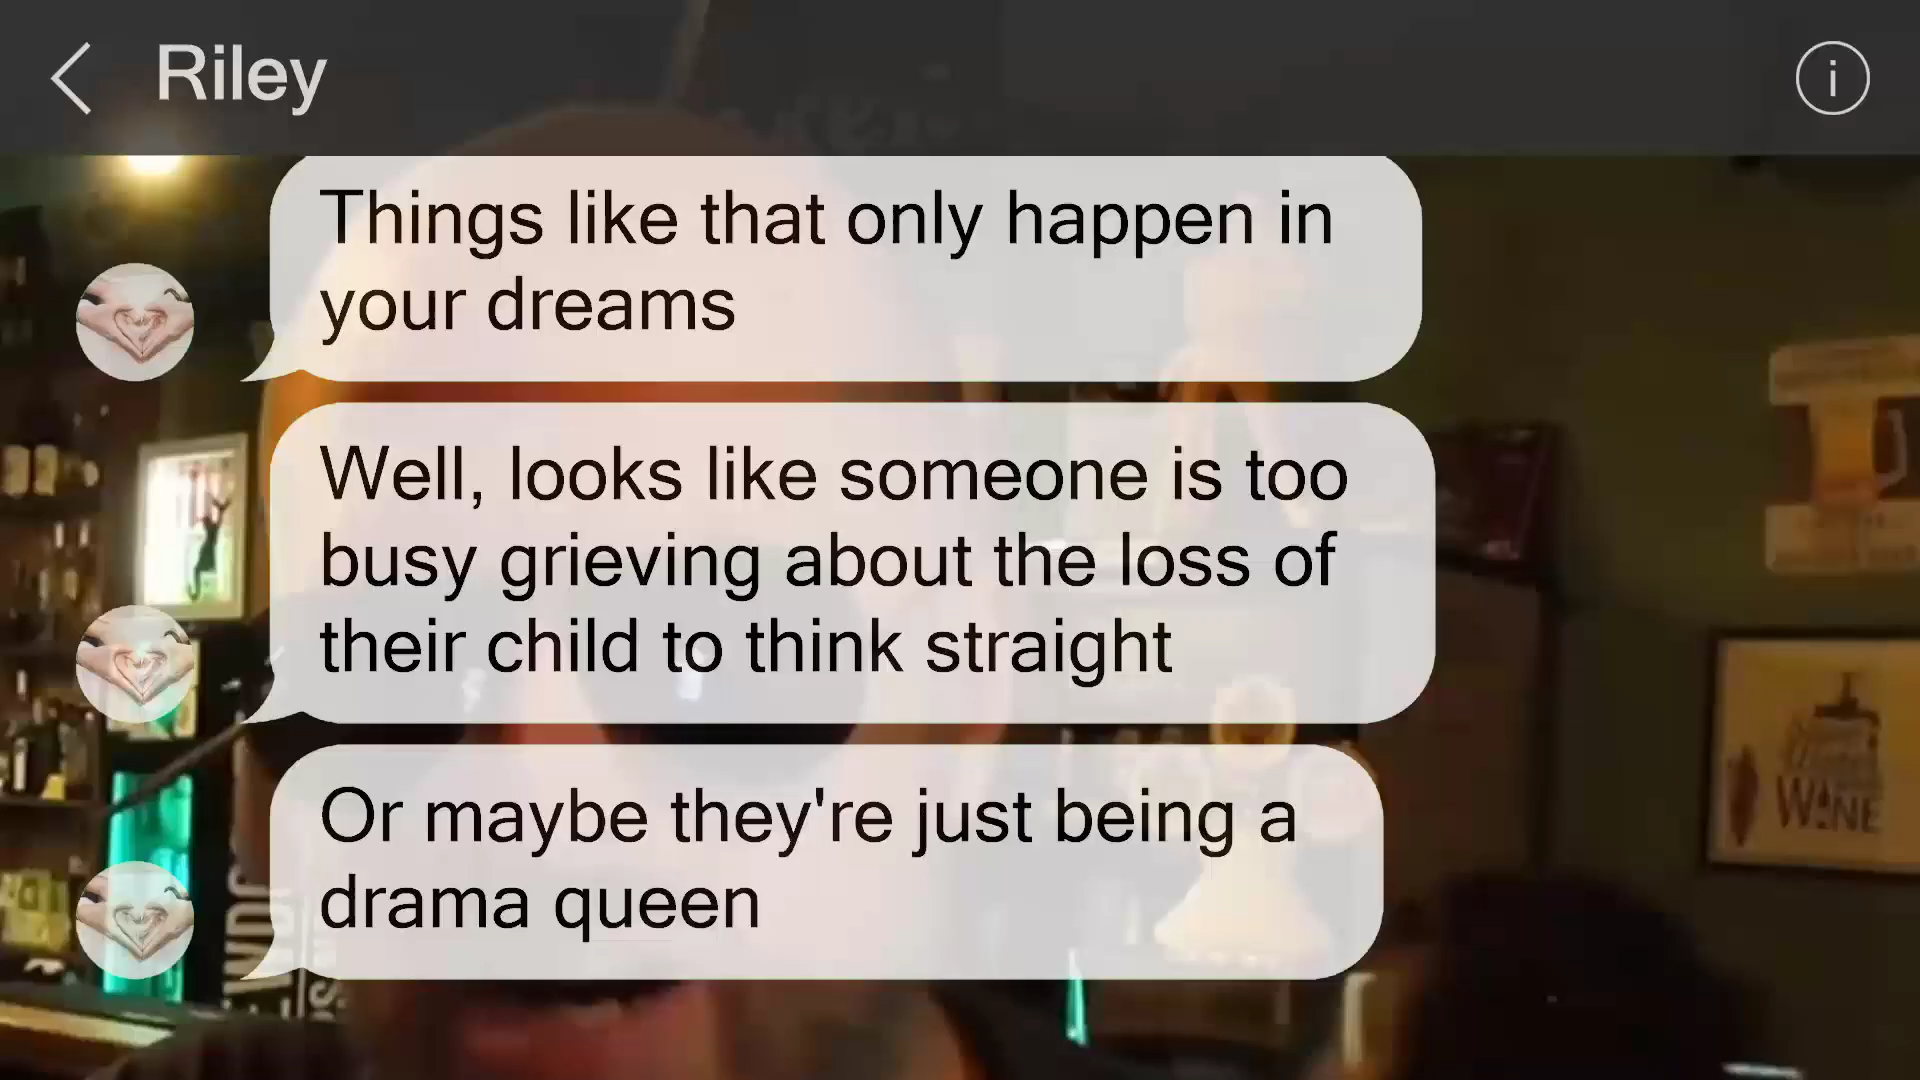 Riley
i
Things like that only happen in
your dreams
Well, looks like someone is too
busy grieving about the loss of
their child to think straight
Or maybe they're just being a
drama queen
WINE